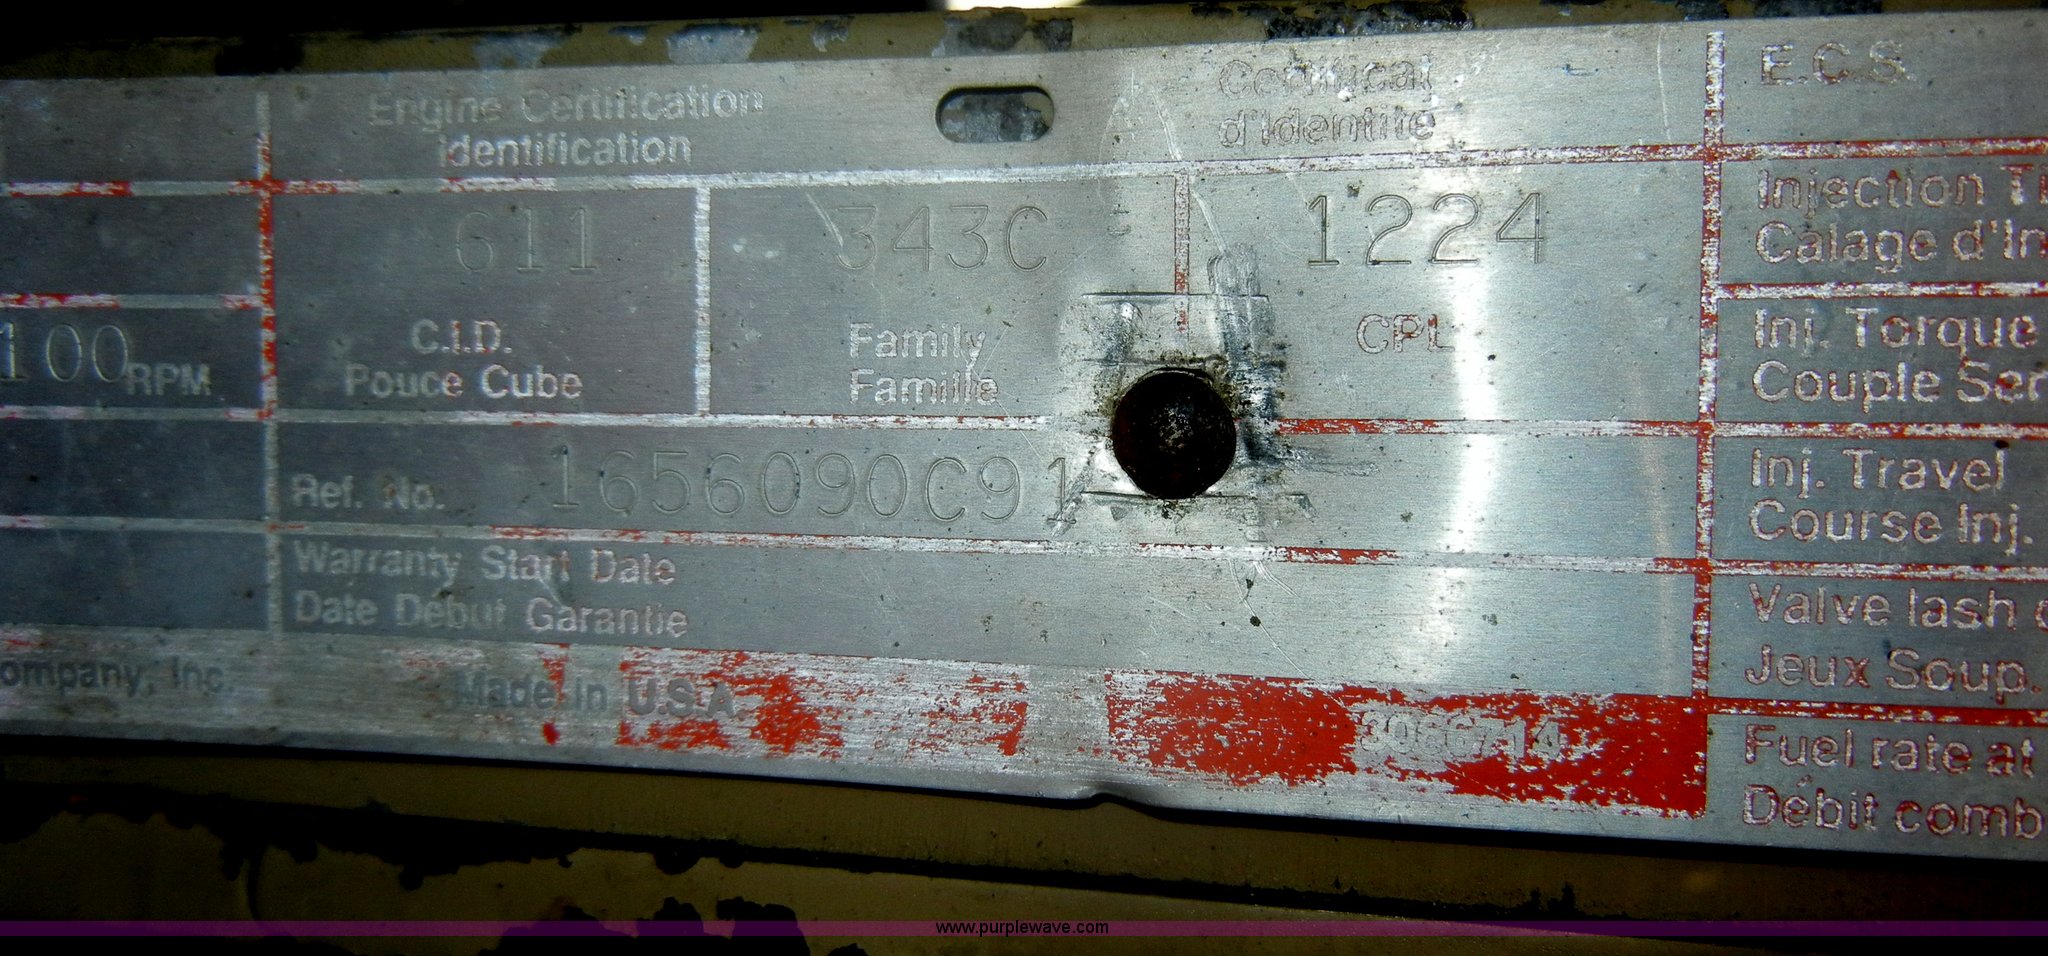 Engine Certification
Identification
Certificat
d'Identité
E.C.S.
611
343C
1224
Injection Ti
Calage d'In
100 RPM
C.I.D.
Pouce Cube
Family
Famille
CPL
Inj. Torque
Couple Ser
Ref. No. 1656090C91
Inj. Travel
Course Inj.
Warranty Start Date
Date Debut Garantie
Valve lash
Jeux Soup.
ompany, Inc.
Made in U.S.A.
3066714
Fuel rate at
Débit comb
www.purplewave.com